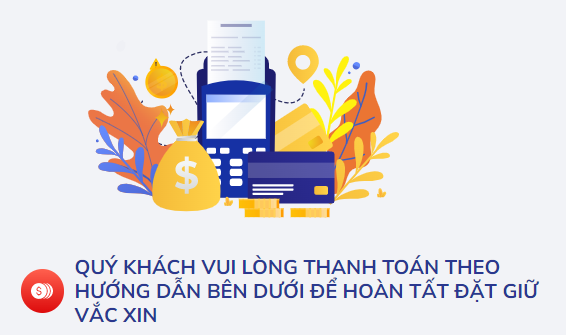 $
$
QUÝ KHÁCH VUI LÒNG THANH TOÁN THEO
HƯỚNG DẪN BÊN DƯỚI ĐỂ HOÀN TẤT ĐẶT GIỮ
VẮC XIN